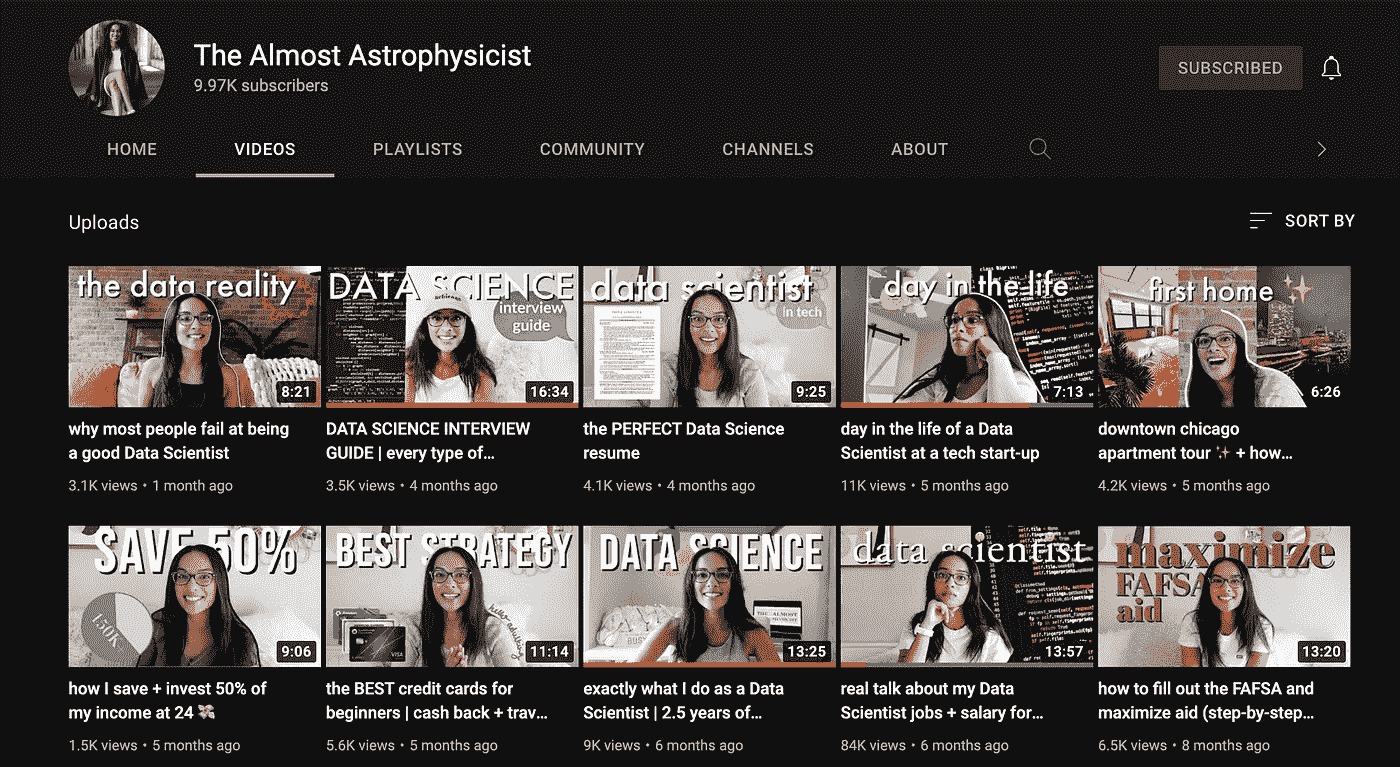 The Almost Astrophysicist
9.97K subscribers
SUBSCRIBED
HOME
VIDEOS
PLAYLISTS
COMMUNITY
CHANNELS
ABOUT
Uploads
SORT BY
the data reality
8:21
why most people fail at being
a good Data Scientist
3.1K views • 1 month ago
DATA SCIENCE
interview
guide
16:34
DATA SCIENCE INTERVIEW
GUIDE | every type of...
3.5K views • 4 months ago
data scientist
in tech
9:25
the PERFECT Data Science
resume
4.1K views • 4 months ago
day in the life
7:13
day in the life of a Data
Scientist at a tech start-up
11K views • 5 months ago
first home
6:26
downtown chicago
apartment tour ✨ + how...
4.2K views • 5 months ago
SAVE 50%
9:06
how I save + invest 50% of
my income at 24 💸
1.5K views • 5 months ago
BEST STRATEGY
VISA
11:14
the BEST credit cards for
beginners | cash back + trav...
5.6K views • 5 months ago
DATA SCIENCE
THE ALMOST
13:25
exactly what I do as a Data
Scientist | 2.5 years of...
9K views • 6 months ago
data scientist
13:57
real talk about my Data
Scientist jobs + salary for...
84K views • 6 months ago
maximize
FAFSA
aid
13:20
how to fill out the FAFSA and
maximize aid (step-by-step...
6.5K views • 8 months ago